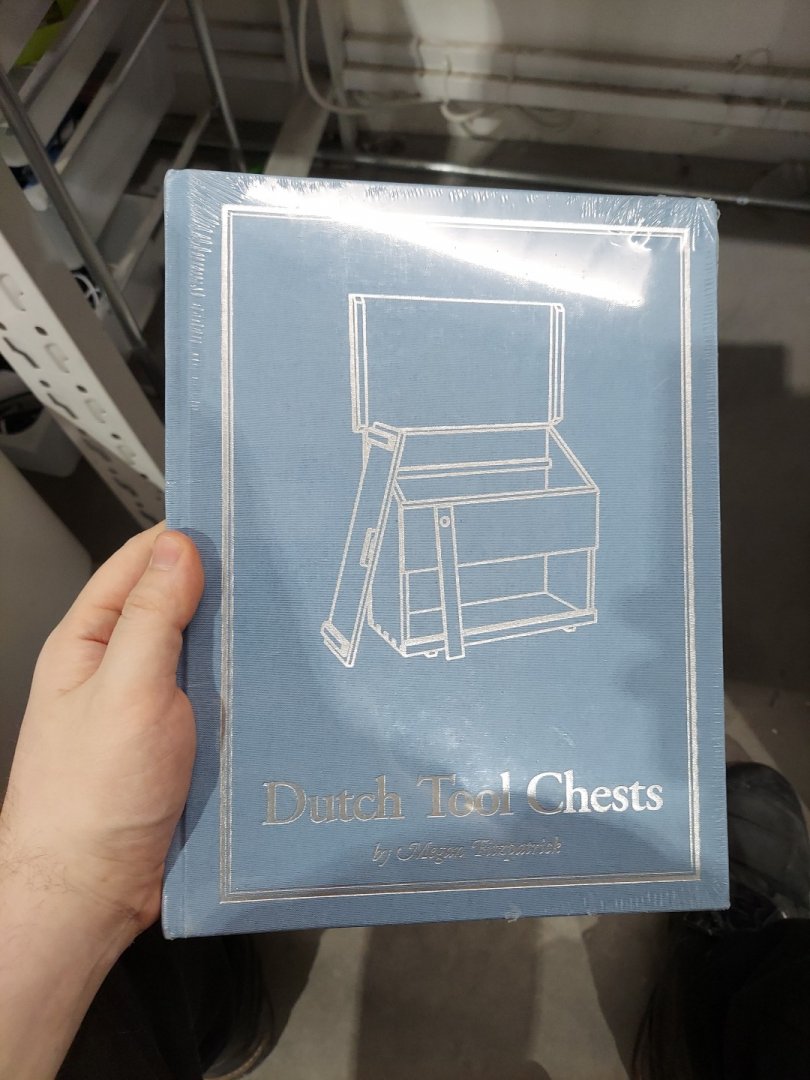 Dutch Tool Chests
by Megan Fitzpatrick